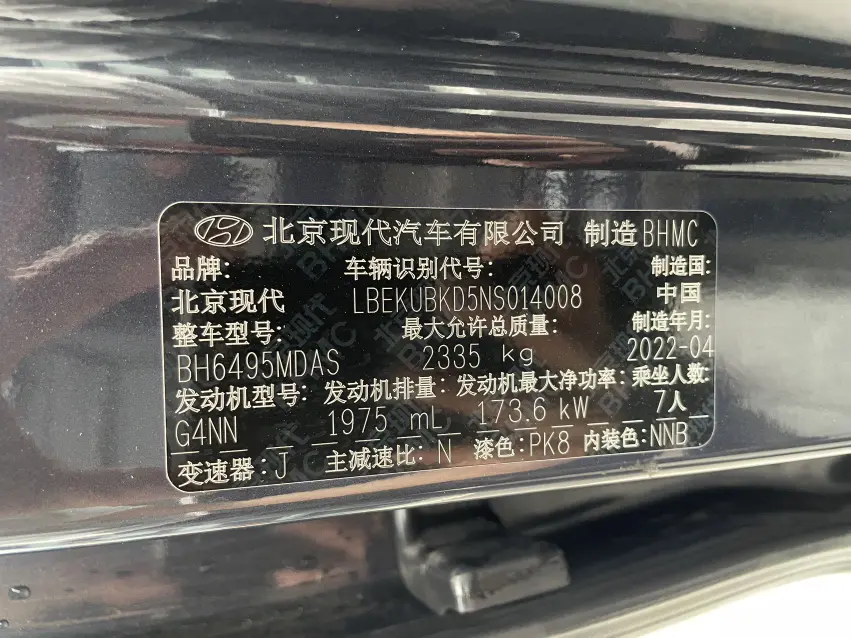 北京现代汽车有限公司 制造 BHMC
品牌: 车辆识别代号: 制造国:
北京现代 LBEKUBKD5NS014008 中国
整车型号: 最大允许总质量: 制造年月:
BH6495MDAS 2335 kg 2022-04
发动机型号: 发动机排量: 发动机最大净功率: 乘坐人数:
G4NN 1975 mL 173.6 kW 7人
变速器: J 主减速比: N 漆色: PK8 内装色: NNB